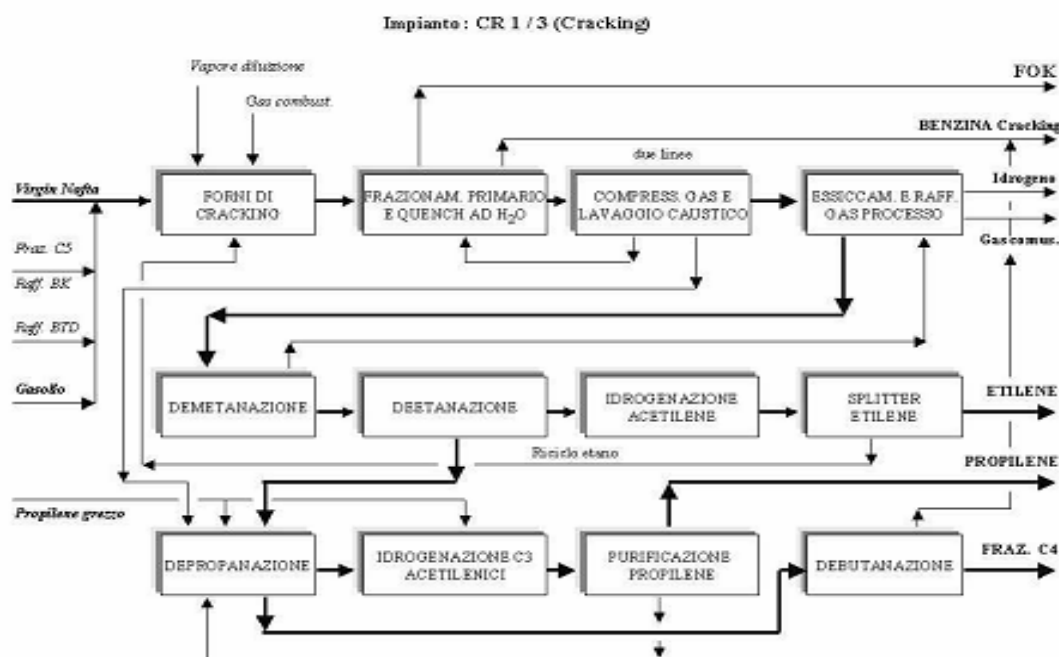 Impianto : CR 1 / 3 (Cracking)
Vapore diluizione
Gas combust.
FOK
BENZINA Cracking
due linee
Virgin Nafta
FORNI DI
CRACKING
FRAZIONAM. PRIMARIO
E QUENCH AD H2O
COMPRESS. GAS E
LAVAGGIO CAUSTICO
ESSICCAM. E RAFF.
GAS PROCESSO
Idrogeno
Gas comus.
Fraz. C5
Raff. BK
Raff. BTD
Gasolio
DEMETANAZIONE
DEETANAZIONE
IDROGENAZIONE
ACETILENE
SPLITTER
ETILENE
ETILENE
Riciclo etano
PROPILENE
Propilene grezzo
DEPROPANAZIONE
IDROGENAZIONE C3
ACETILENICI
PURIFICAZIONE
PROPILENE
DEBUTANAZIONE
FRAZ. C4